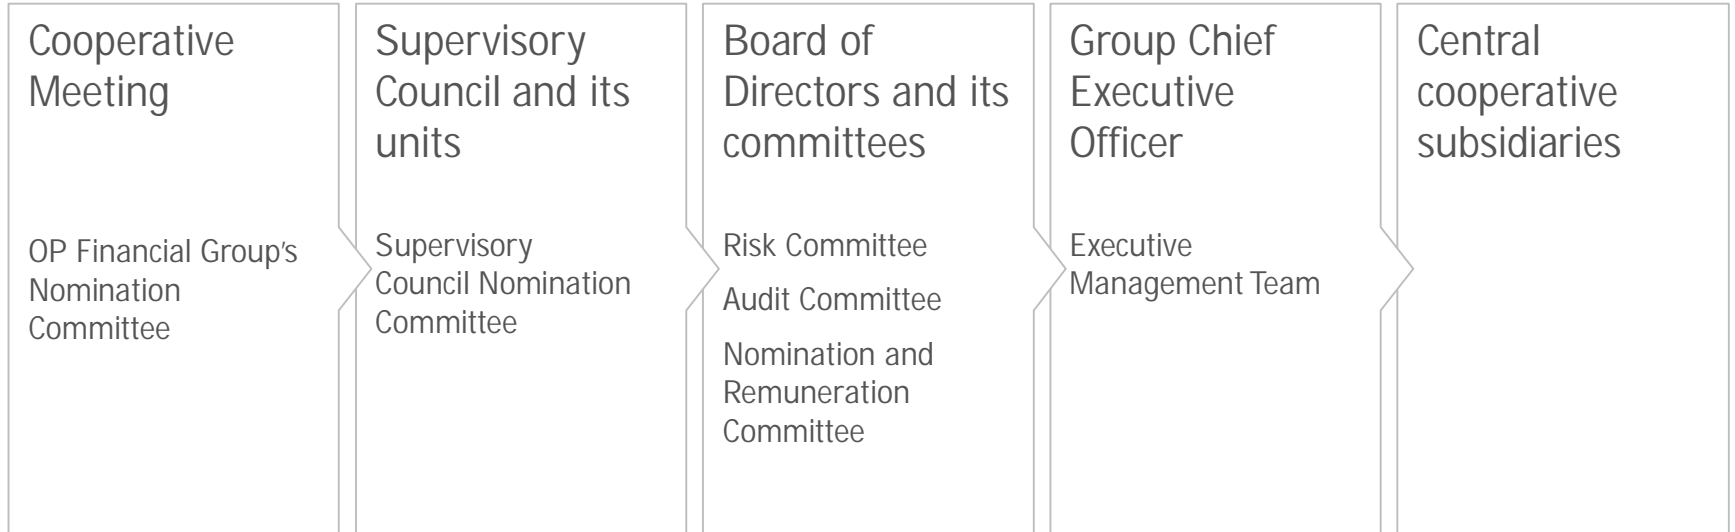 Cooperative
Meeting
OP Financial Group's
Nomination
Committee
Supervisory
Council and its
units
Supervisory
Council Nomination
Committee
Board of
Directors and its
committees
Risk Committee
Audit Committee
Nomination and
Remuneration
Committee
Group Chief
Executive
Officer
Executive
Management Team
Central
cooperative
subsidiaries